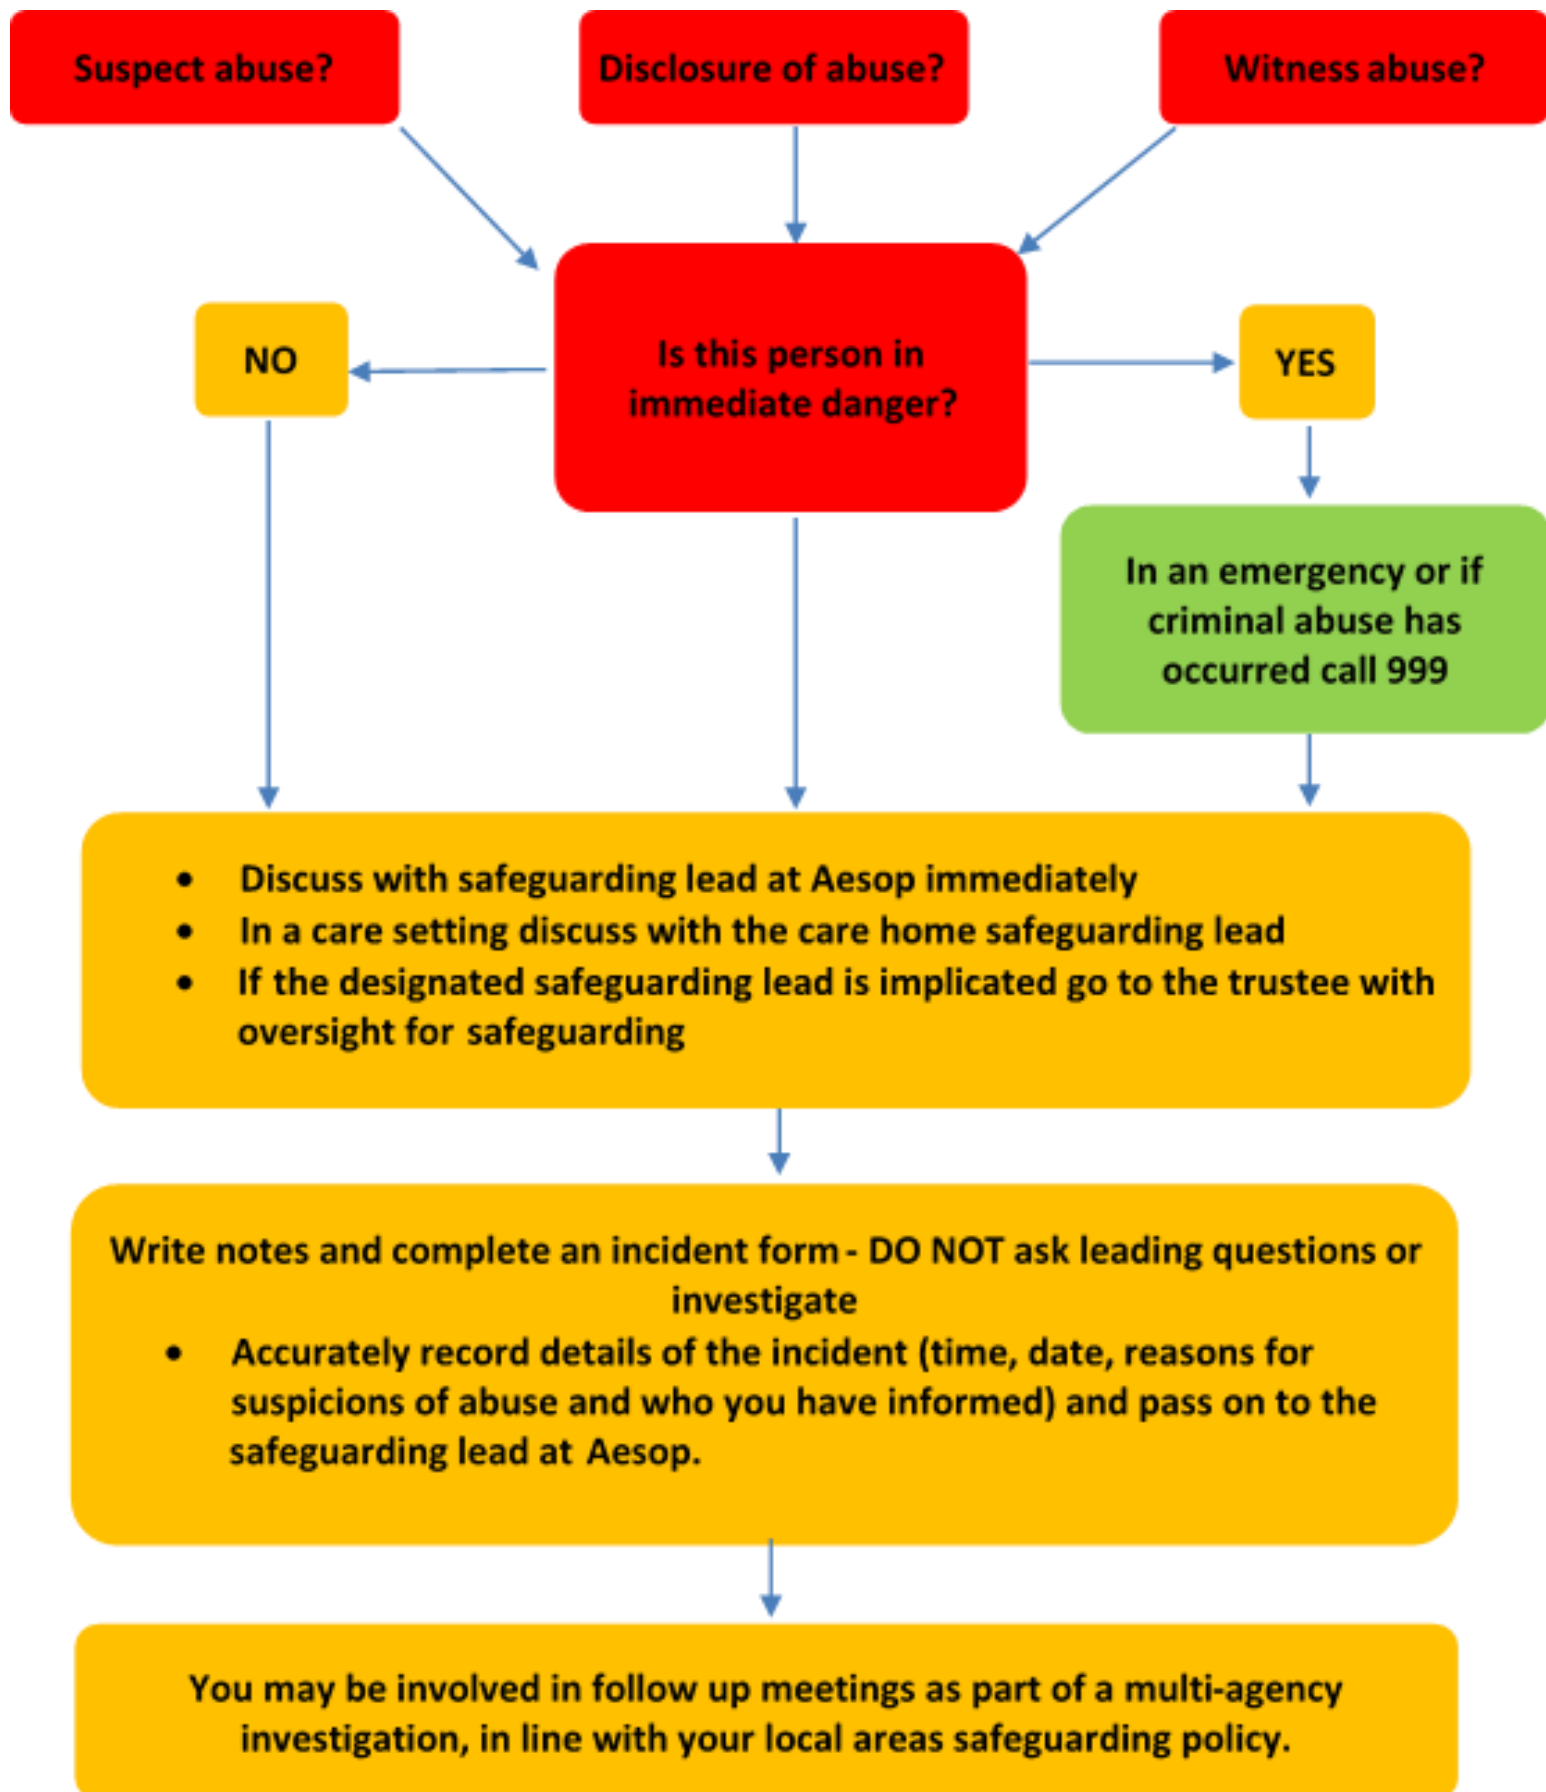 Suspect abuse?
Disclosure of abuse?
Witness abuse?
NO
Is this person in
immediate danger?
YES
In an emergency or if
criminal abuse has
occurred call 999
• Discuss with safeguarding lead at Aesop immediately
• In a care setting discuss with the care home safeguarding lead
• If the designated safeguarding lead is implicated go to the trustee with
oversight for safeguarding
Write notes and complete an incident form - DO NOT ask leading questions or
investigate
• Accurately record details of the incident (time, date, reasons for
suspicions of abuse and who you have informed) and pass on to the
safeguarding lead at Aesop.
You may be involved in follow up meetings as part of a multi-agency
investigation, in line with your local areas safeguarding policy.